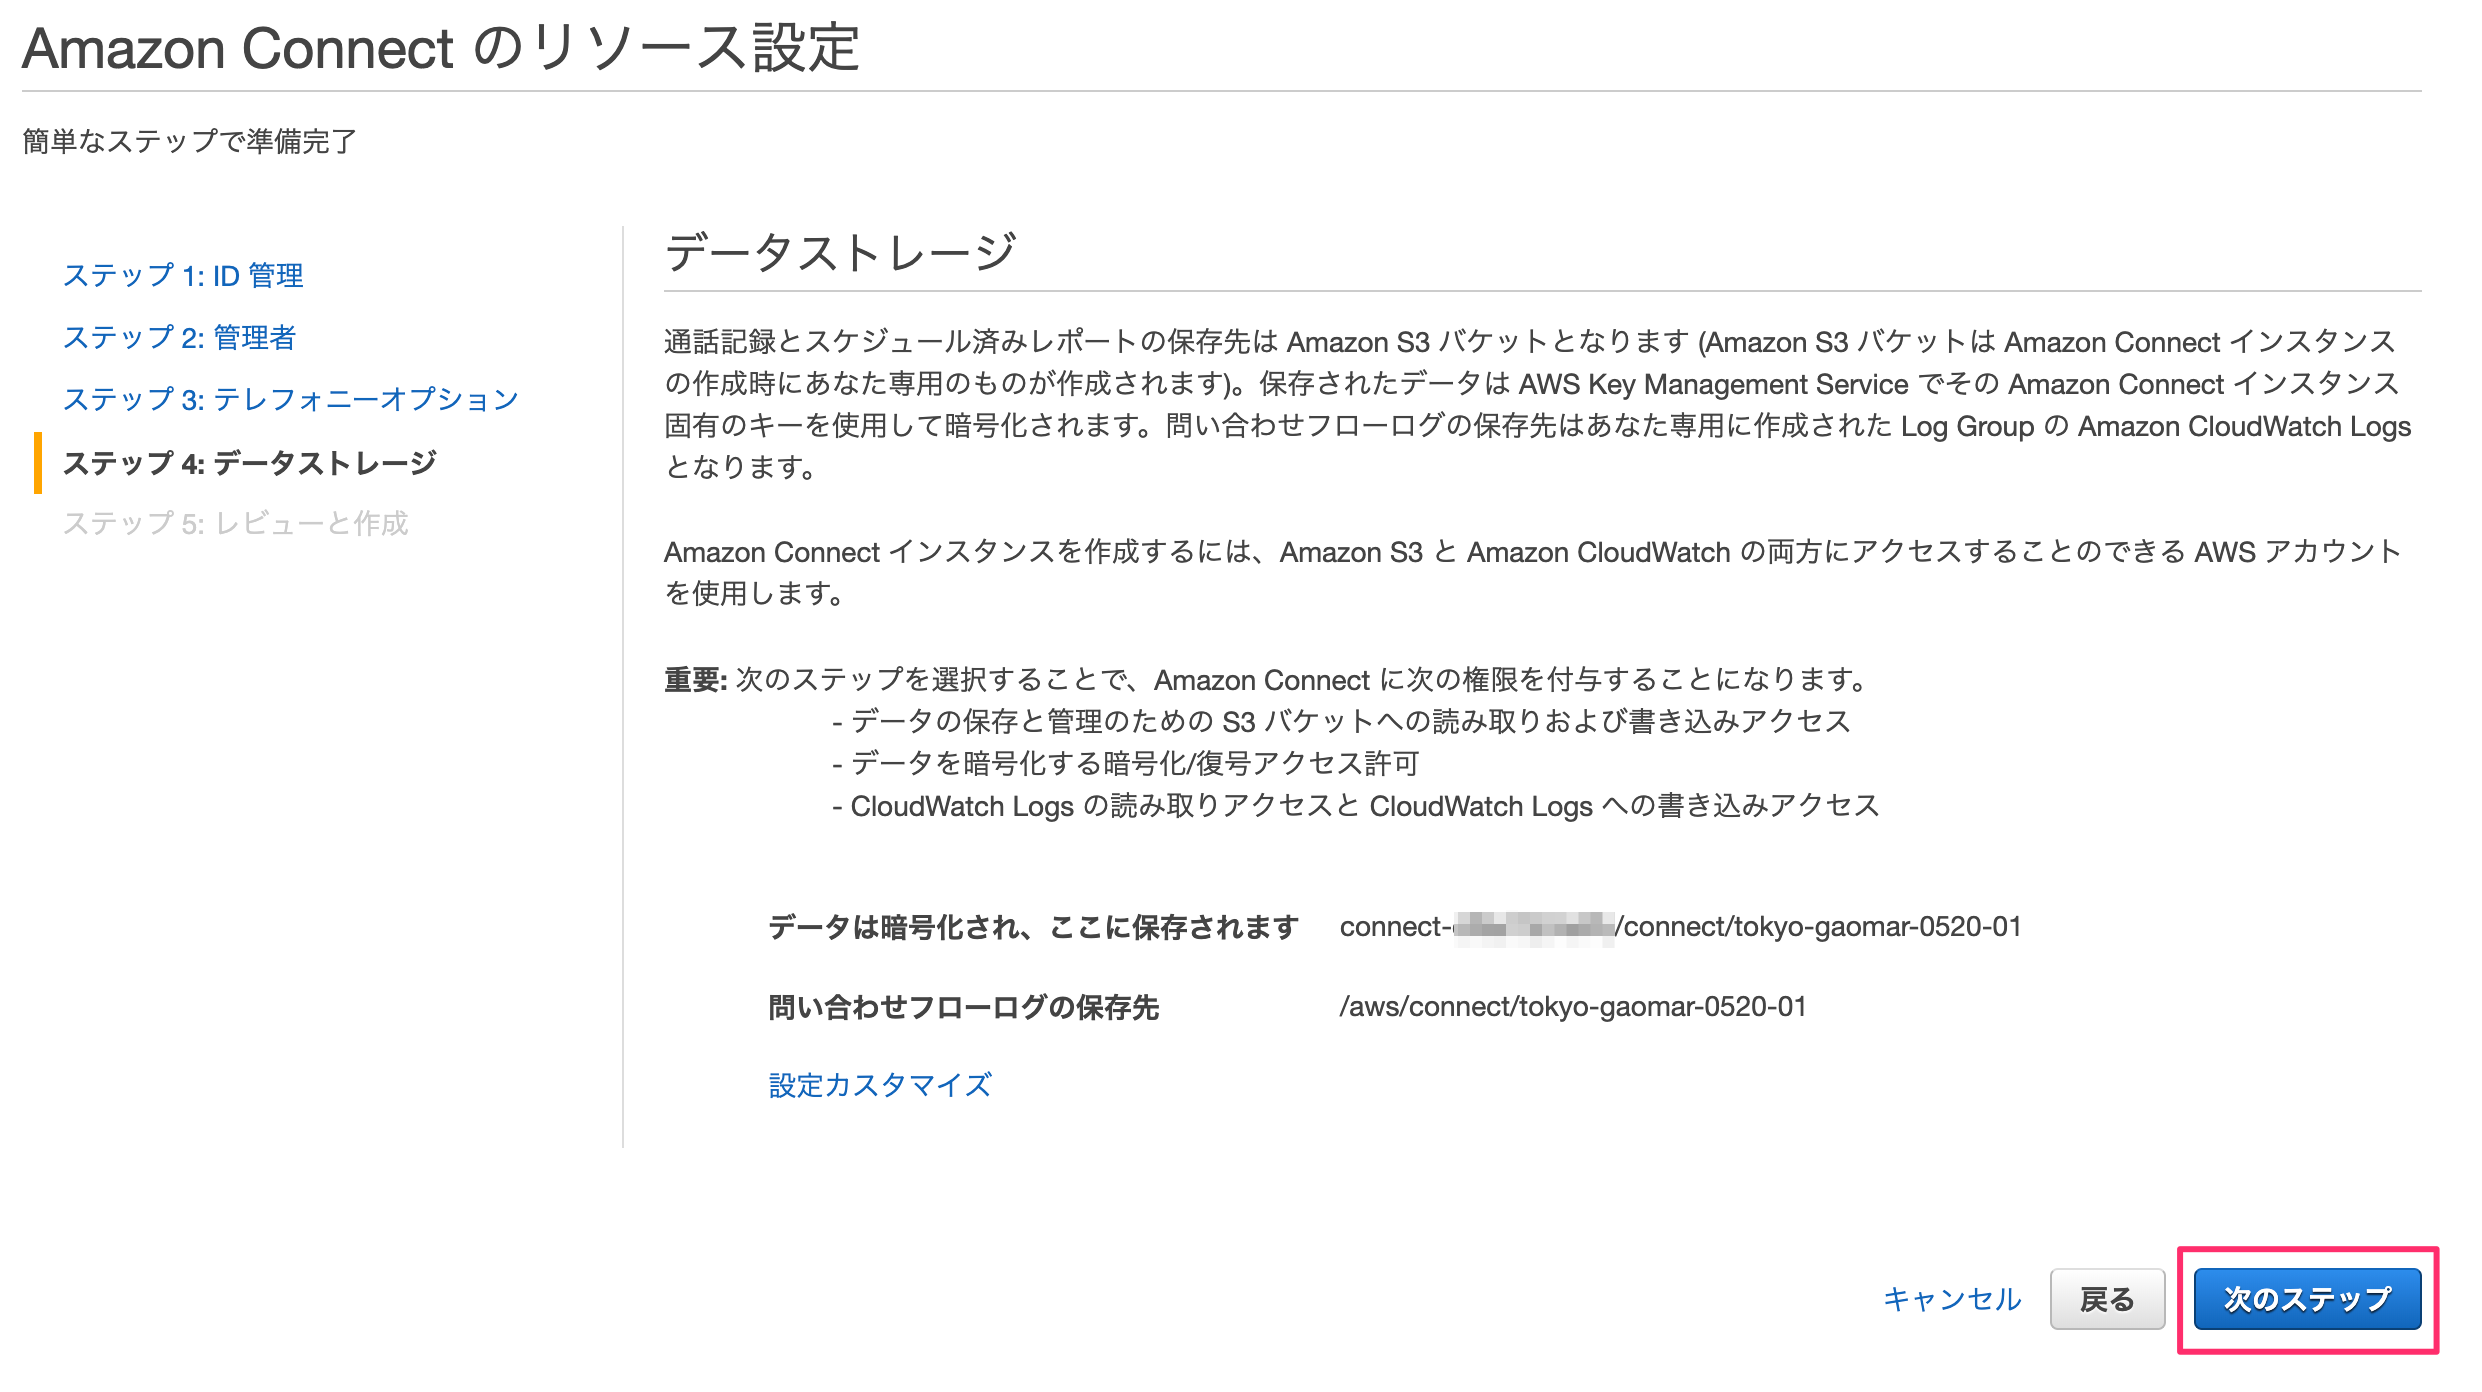 Amazon Connect のリソース設定
簡単なステップで準備完了
ステップ 1: ID 管理
ステップ 2: 管理者
ステップ 3: テレフォニーオプション
ステップ 4: データストレージ
ステップ 5: レビューと作成
データストレージ
通話記録とスケジュール済みレポートの保存先は Amazon S3 バケットとなります (Amazon S3 バケットは Amazon Connect インスタンス
の作成時にあなた専用のものが作成されます)。保存されたデータは AWS Key Management Service でその Amazon Connect インスタンス
固有のキーを使用して暗号化されます。問い合わせフローログの保存先はあなた専用に作成された Log Group の Amazon CloudWatch Logs
となります。
Amazon Connect インスタンスを作成するには、Amazon S3 と Amazon CloudWatch の両方にアクセスすることのできる AWS アカウント
を使用します。
重要: 次のステップを選択することで、Amazon Connect に次の権限を付与することになります。
- データの保存と管理のための S3 バケットへの読み取りおよび書き込みアクセス
- データを暗号化する暗号化/復号アクセス許可
- CloudWatch Logs の読み取りアクセスと CloudWatch Logs への書き込みアクセス
データは暗号化され、ここに保存されます connect- /connect/tokyo-gaomar-0520-01
問い合わせフローログの保存先 /aws/connect/tokyo-gaomar-0520-01
設定カスタマイズ
キャンセル 戻る 次のステップ